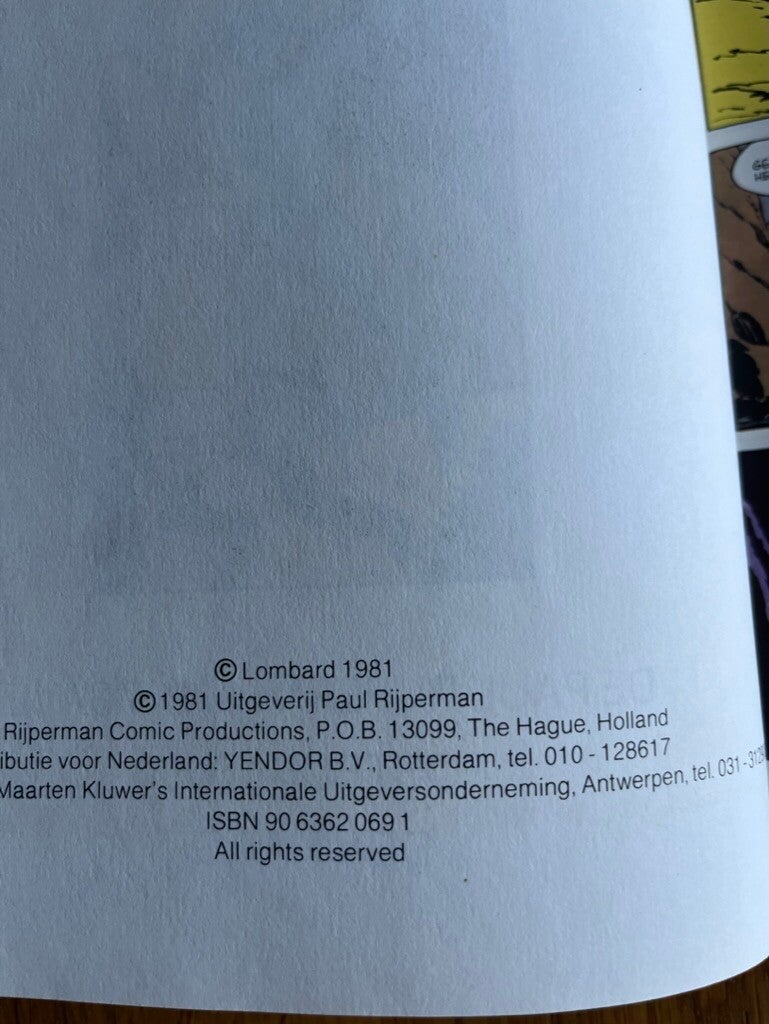 © Lombard 1981
© 1981 Uitgeverij Paul Rijperman
Rijperman Comic Productions, P.O.B. 13099, The Hague, Holland
ibutie voor Nederland: YENDOR B.V., Rotterdam, tel. 010 - 128617
Maarten Kluwer's Internationale Uitgeversonderneming, Antwerpen, tel. 031 - 312
ISBN 90 6362 069 1
All rights reserved